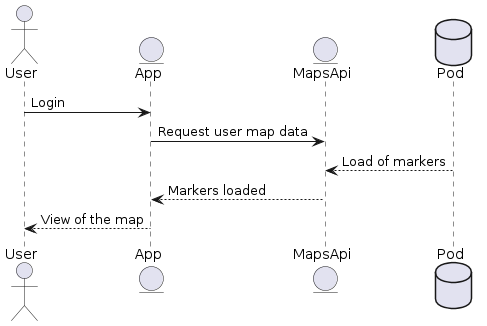 User
App
MapsApi
Pod
Login
Request user map data
Load of markers
Markers loaded
View of the map
User
App
MapsApi
Pod